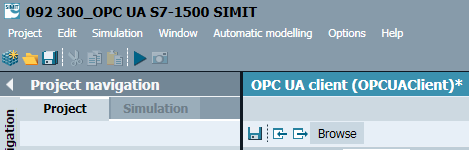 SIMIT
092 300_OPC UA S7-1500 SIMIT
Project Edit Simulation Window Automatic modelling Options Help
Project navigation
OPC UA client (OPCUAClient)*
Project Simulation
Browse